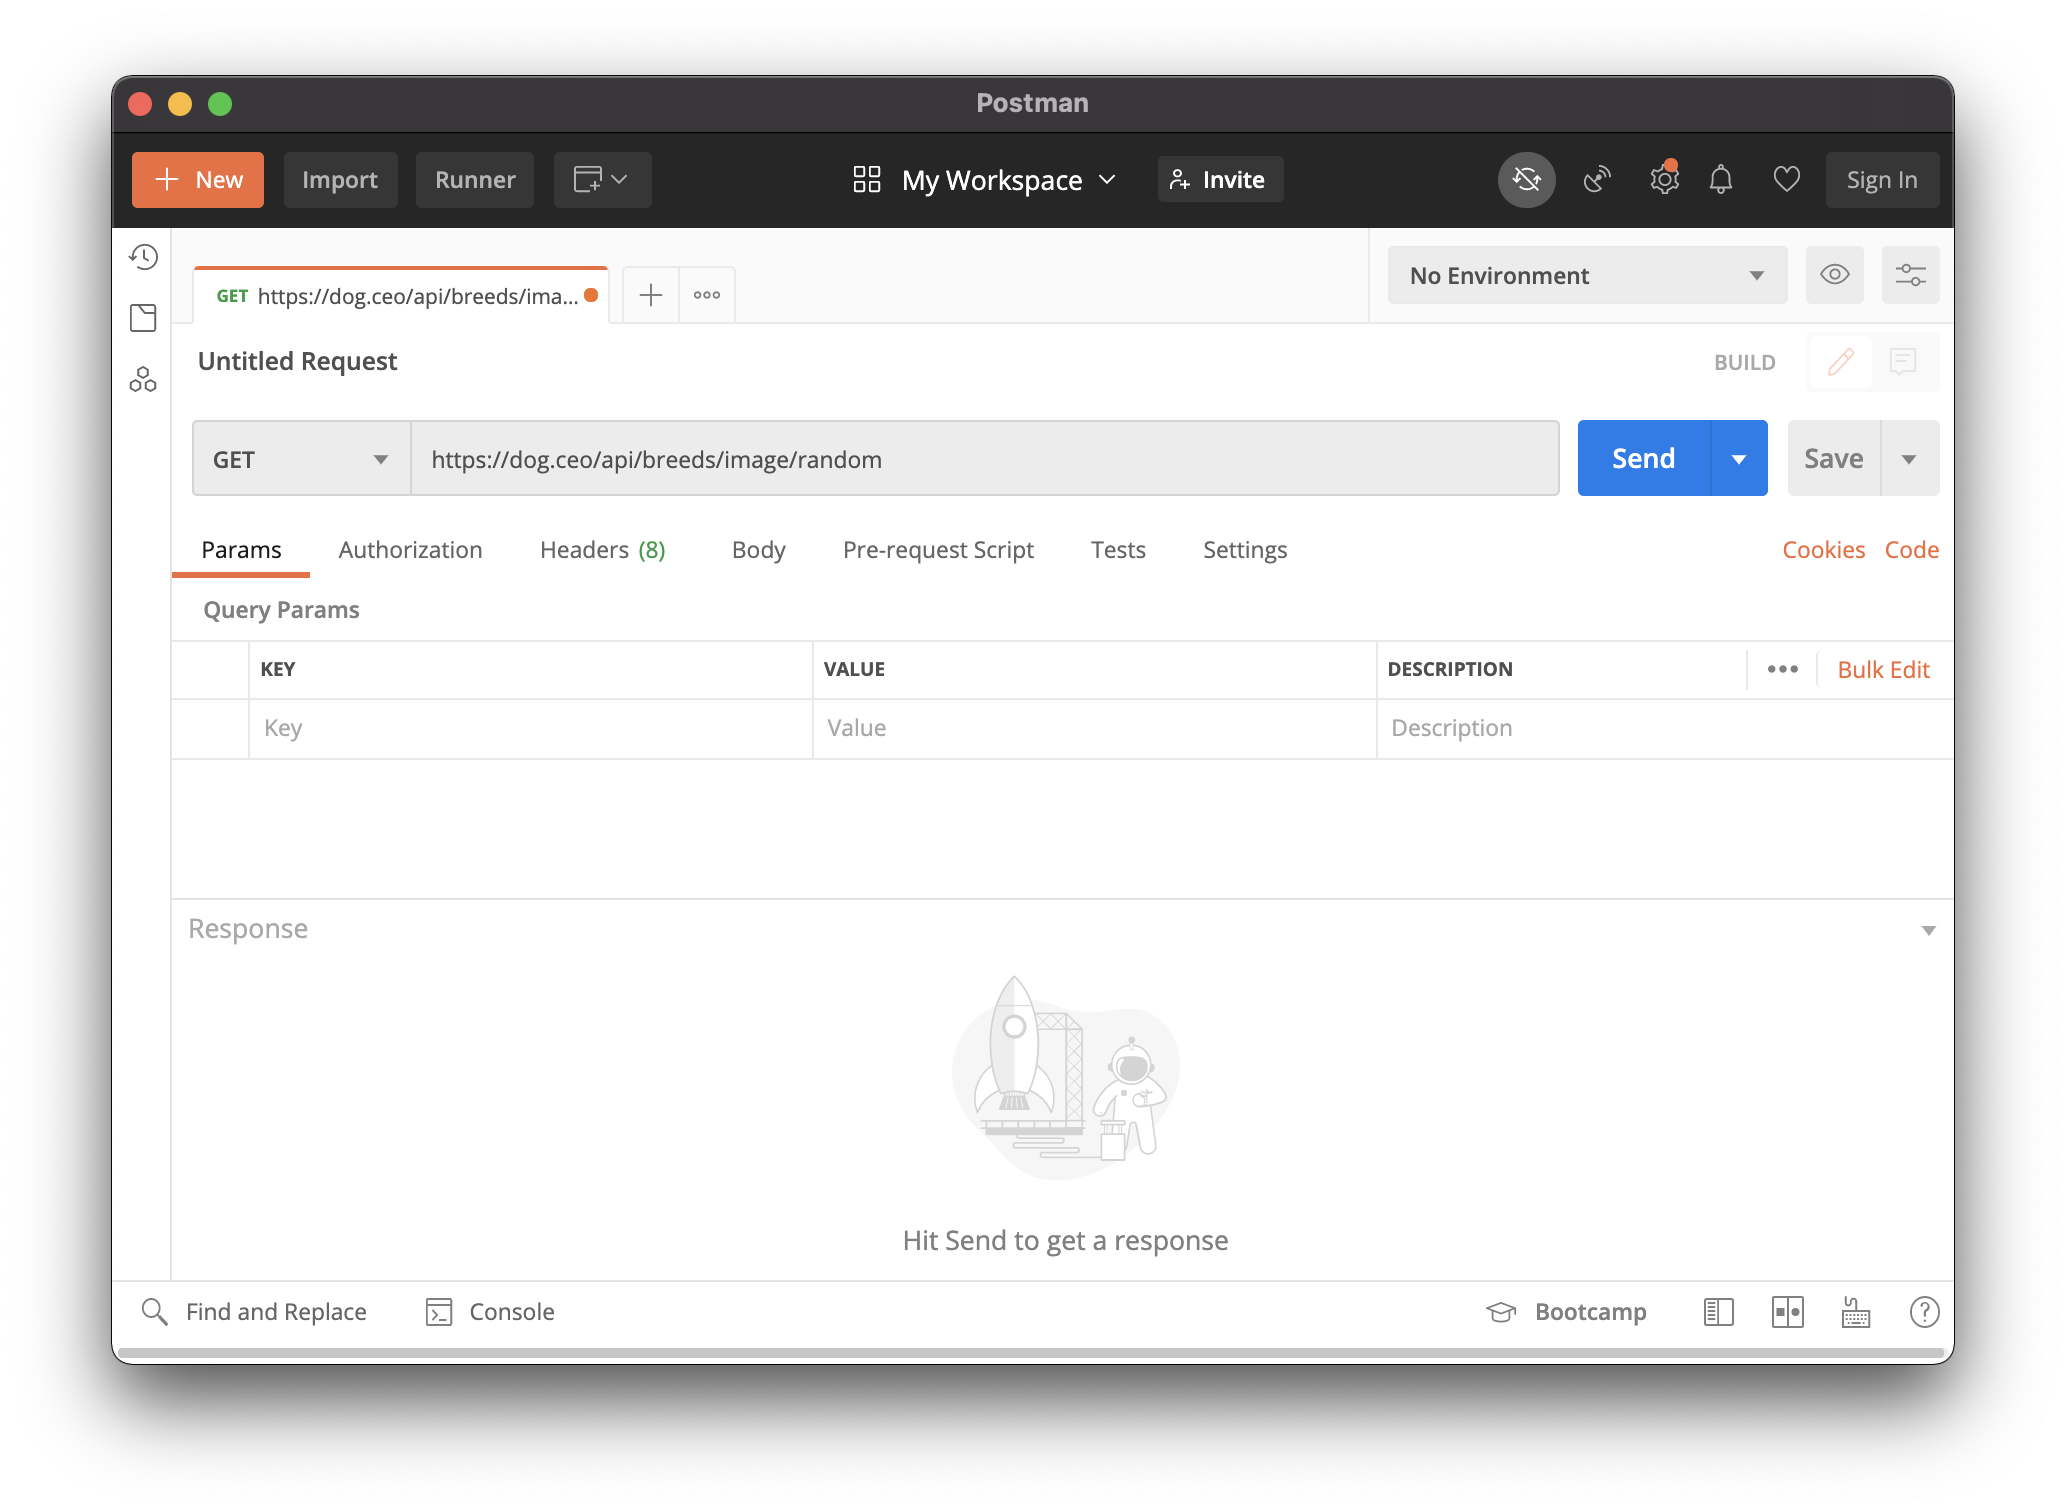 Postman
New Import Runner My Workspace Invite Sign In
GET https://dog.ceo/api/breeds/ima... No Environment
Untitled Request BUILD
GET https://dog.ceo/api/breeds/image/random Send Save
Params Authorization Headers (8) Body Pre-request Script Tests Settings Cookies Code
Query Params
KEY VALUE DESCRIPTION Bulk Edit
Key Value Description
Response
Hit Send to get a response
Find and Replace Console Bootcamp